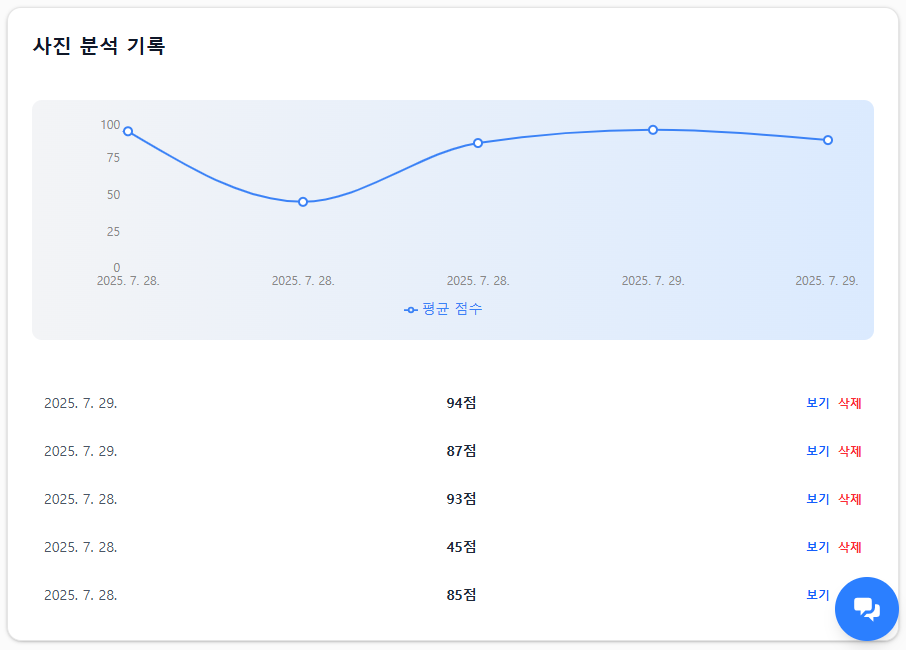 사진 분석 기록
100
75
50
25
0
2025. 7. 28. 2025. 7. 28. 2025. 7. 28. 2025. 7. 29. 2025. 7. 29.
평균 점수
2025. 7. 29. 94점 보기 삭제
2025. 7. 29. 87점 보기 삭제
2025. 7. 28. 93점 보기 삭제
2025. 7. 28. 45점 보기 삭제
2025. 7. 28. 85점 보기